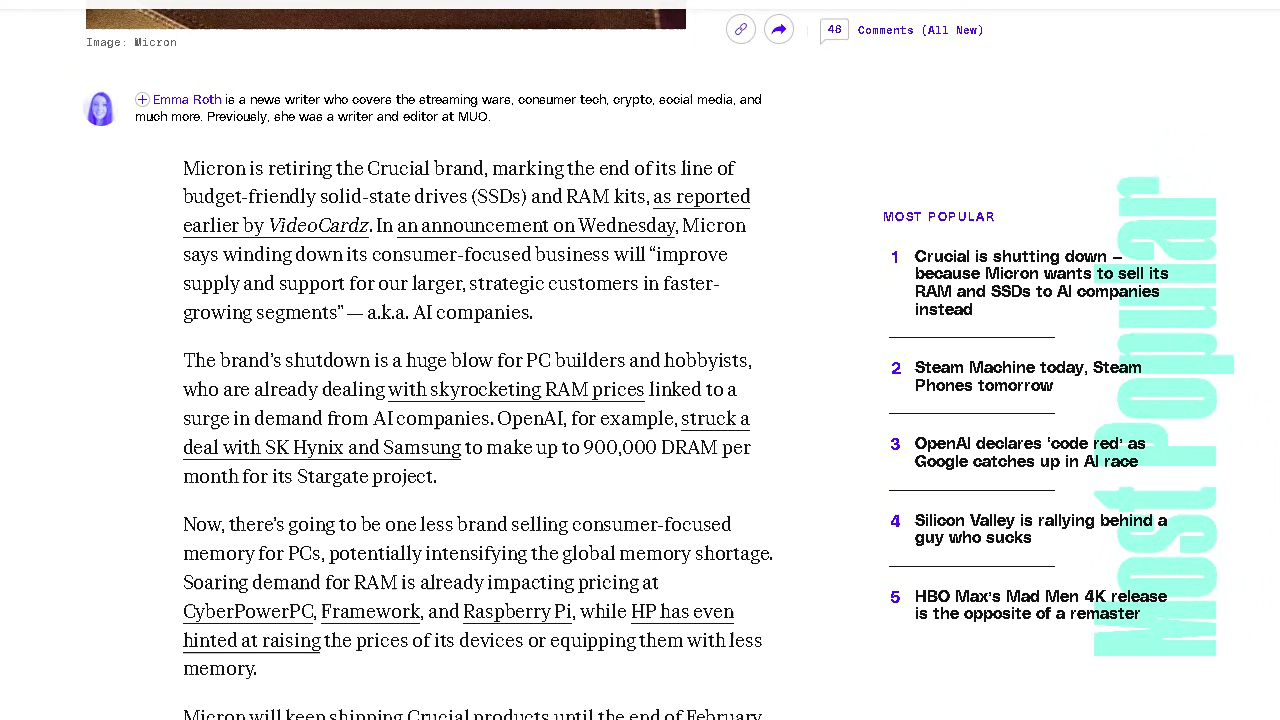 Image: Micron
48 Comments (All New)
Emma Roth is a news writer who covers the streaming wars, consumer tech, crypto, social media, and
much more. Previously, she was a writer and editor at MUO.
Micron is retiring the Crucial brand, marking the end of its line of
budget-friendly solid-state drives (SSDs) and RAM kits, as reported
earlier by VideoCardz. In an announcement on Wednesday, Micron
says winding down its consumer-focused business will “improve
supply and support for our larger, strategic customers in faster-
growing segments” — a.k.a. AI companies.
The brand’s shutdown is a huge blow for PC builders and hobbyists,
who are already dealing with skyrocketing RAM prices linked to a
surge in demand from AI companies. OpenAI, for example, struck a
deal with SK Hynix and Samsung to make up to 900,000 DRAM per
month for its Stargate project.
Now, there’s going to be one less brand selling consumer-focused
memory for PCs, potentially intensifying the global memory shortage.
Soaring demand for RAM is already impacting pricing at
CyberPowerPC, Framework, and Raspberry Pi, while HP has even
hinted at raising the prices of its devices or equipping them with less
memory.
Micron will keep shipping Crucial products until the end of February
MOST POPULAR
1 Crucial is shutting down —
because Micron wants to sell its
RAM and SSDs to AI companies
instead
2 Steam Machine today, Steam
Phones tomorrow
3 OpenAI declares ‘code red’ as
Google catches up in AI race
4 Silicon Valley is rallying behind a
guy who sucks
5 HBO Max’s Mad Men 4K release
is the opposite of a remaster
Most Popular